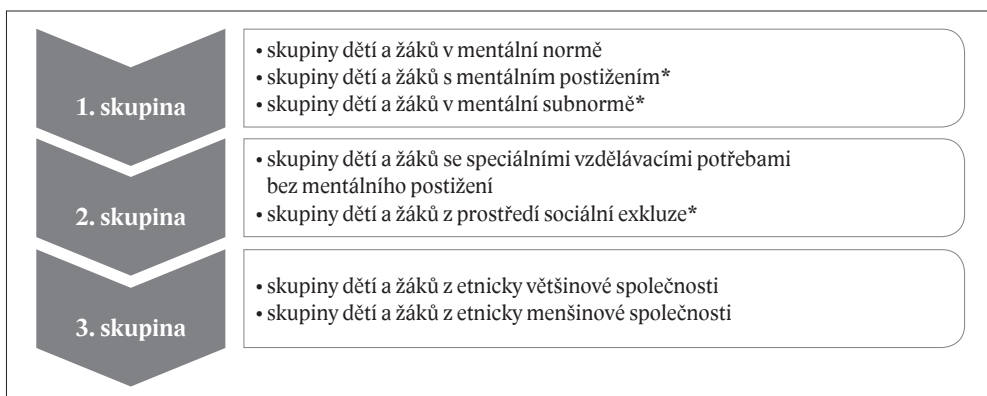 1. skupina
• skupiny dětí a žáků v mentální normě
• skupiny dětí a žáků s mentálním postižením*
• skupiny dětí a žáků v mentální subnormě*
2. skupina
• skupiny dětí a žáků se speciálními vzdělávacími potřebami
bez mentálního postižení
• skupiny dětí a žáků z prostředí sociální exkluze*
3. skupina
• skupiny dětí a žáků z etnicky většinové společnosti
• skupiny dětí a žáků z etnicky menšinové společnosti